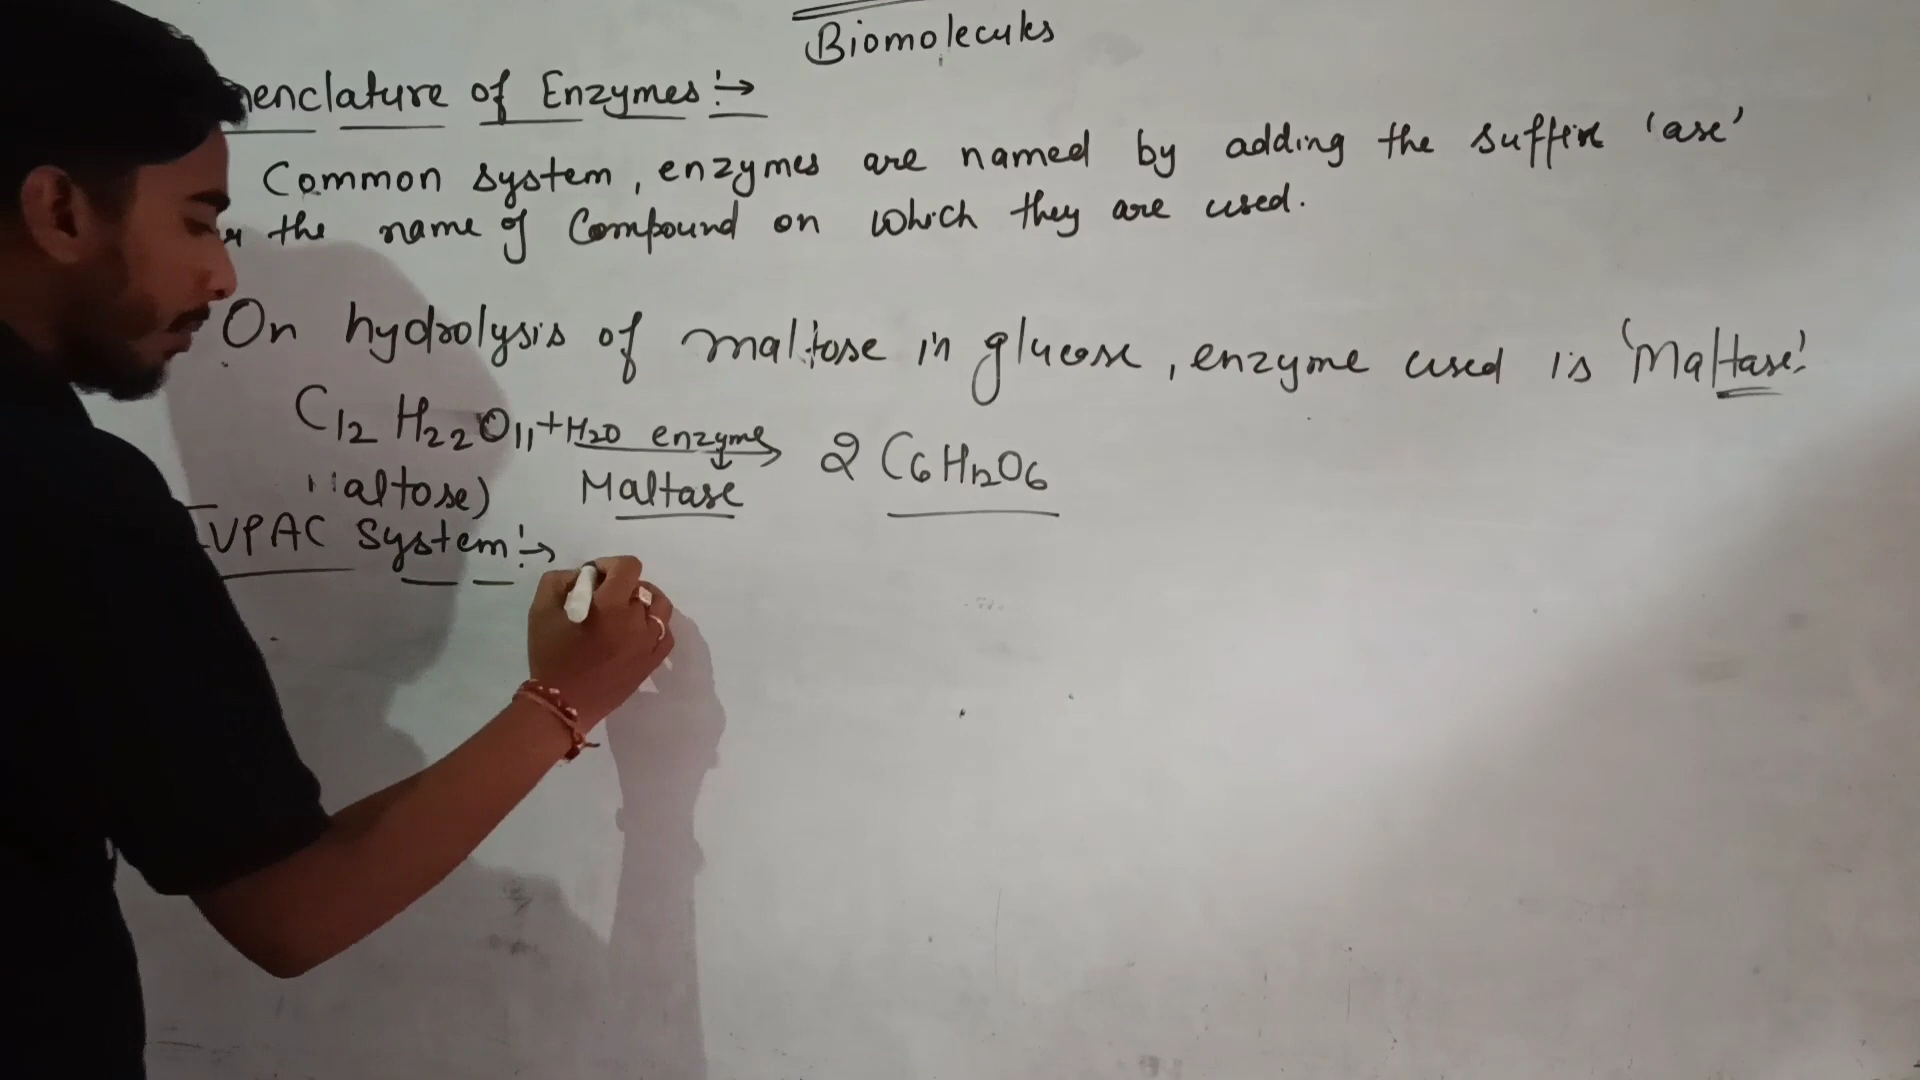 Biomolecules
nenclature of Enzymes :→
Common system, enzymes are named by adding the suffix 'ase'
the name of Compound on which they are used.
On hydrolysis of maltose in glucose, enzyme used is 'Maltase'
C12 H22 O11 + H2O enzyme → 2 C6H12O6
altose) Maltase
IUPAC System :→